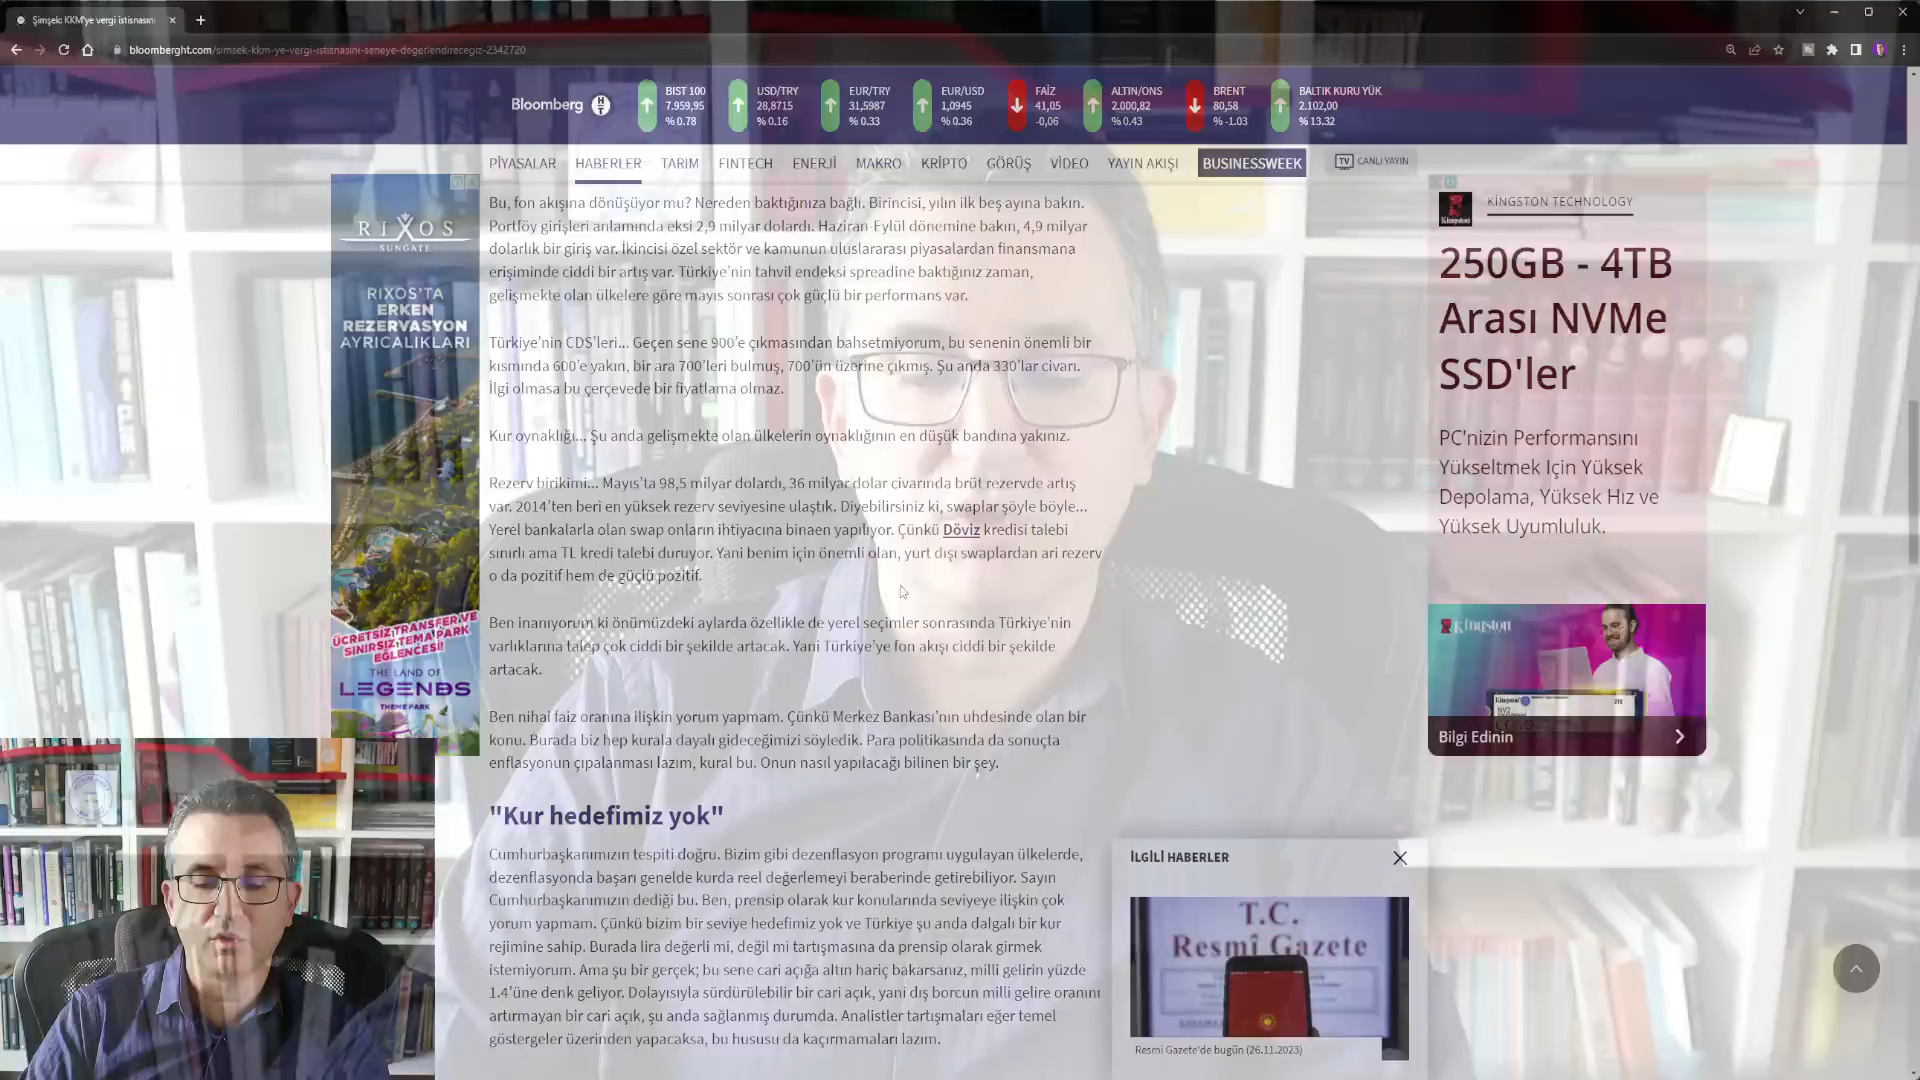 Şimşek: KKM'ye vergi istisnasın
bloomberght.com/simsek-kkm-ye-vergi-istisnasini-seneye-degerlendirecegiz-2342720
Bloomberg HT
BIST 100
7.959,95
% 0.78
USD/TRY
28,8715
% 0.16
EUR/TRY
31,5987
% 0.33
EUR/USD
1,0945
% 0.36
FAİZ
41,05
-0,06
ALTIN/ONS
2.000,82
% 0.43
BRENT
80,58
% -1.03
BALTIK KURU YÜK
2.102,00
% 13.32
PİYASALAR HABERLER TARIM FINTECH ENERJİ MAKRO KRİPTO GÖRÜŞ VİDEO YAYIN AKIŞI BUSINESSWEEK TV CANLI YAYIN
Bu, fon akışına dönüşüyor mu? Nereden baktığınıza bağlı. Birincisi, yılın ilk beş ayına bakın.
Portföy girişleri anlamında eksi 2,9 milyar dolardı. Haziran-Eylül dönemine bakın, 4,9 milyar
dolarlık bir giriş var. İkincisi özel sektör ve kamunun uluslararası piyasalardan finansmana
erişiminde ciddi bir artış var. Türkiye'nin tahvil endeksi spreadine baktığınız zaman,
gelişmekte olan ülkelere göre mayıs sonrası çok güçlü bir performans var.
Türkiye'nin CDS'leri... Geçen sene 900'e çıkmasından bahsetmiyorum, bu senenin önemli bir
kısmında 600'e yakın, bir ara 700'leri bulmuş, 700'ün üzerine çıkmış. Şu anda 330'lar civarı.
İlgi olmasa bu çerçevede bir fiyatlama olmaz.
Kur oynaklığı... Şu anda gelişmekte olan ülkelerin oynaklığının en düşük bandına yakınız.
Rezerv birikimi... Mayıs'ta 98,5 milyar dolardı, 36 milyar dolar civarında brüt rezervde artış
var. 2014'ten beri en yüksek rezerv seviyesine ulaştık. Diyebilirsiniz ki, swaplar şöyle böyle...
Yerel bankalarla olan swap onların ihtiyacına binaen yapılıyor. Çünkü Döviz kredisi talebi
sınırlı ama TL kredi talebi duruyor. Yani benim için önemli olan, yurt dışı swaplardan ari rezerv
o da pozitif hem de güçlü pozitif.
Ben inanıyorum ki önümüzdeki aylarda özellikle de yerel seçimler sonrasında Türkiye'nin
varlıklarına talep çok ciddi bir şekilde artacak. Yani Türkiye'ye fon akışı ciddi bir şekilde
artacak.
Ben nihai faiz oranına ilişkin yorum yapmam. Çünkü Merkez Bankası'nın uhdesinde olan bir
konu. Burada biz hep kurala dayalı gideceğimizi söyledik. Para politikasında da sonuçta
enflasyonun çıpalanması lazım, kural bu. Onun nasıl yapılacağı bilinen bir şey.
"Kur hedefimiz yok"
Cumhurbaşkanımızın tespiti doğru. Bizim gibi dezenflasyon programı uygulayan ülkelerde,
dezenflasyonda başarı genelde kurda reel değerlemeyi beraberinde getirebiliyor. Sayın
Cumhurbaşkanımızın dediği bu. Ben, prensip olarak kur konularında seviyeye ilişkin çok
yorum yapmam. Çünkü bizim bir seviye hedefimiz yok ve Türkiye şu anda dalgalı bir kur
rejimine sahip. Burada lira değerli mi, değil mi tartışmasına da prensip olarak girmek
istemiyorum. Ama şu bir gerçek; bu sene cari açığa altın hariç bakarsanız, milli gelirin yüzde
1.4'üne denk geliyor. Dolayısıyla sürdürülebilir bir cari açık, yani dış borcun milli gelire oranını
artırmayan bir cari açık, şu anda sağlanmış durumda. Analistler tartışmaları eğer temel
göstergeler üzerinden yapacaksa, bu hususu da kaçırmamaları lazım.
RIXOS
SUNGATE
RIXOS'TA
ERKEN
REZERVASYON
AYRICALIKLARI
ÜCRETSİZ TRANSFER VE
SINIRSIZ TEMA PARK
EĞLENCESİ!
THE LAND OF
LEGENDS
THEME PARK
Kingston
KİNGSTON TECHNOLOGY
250GB - 4TB
Arası NVMe
SSD'ler
PC'nizin Performansını
Yükseltmek Için Yüksek
Depolama, Yüksek Hız ve
Yüksek Uyumluluk.
Kingston
Bilgi Edinin
İLGİLİ HABERLER
T.C.
Resmî Gazete
Resmi Gazete'de bugün (26.11.2023)